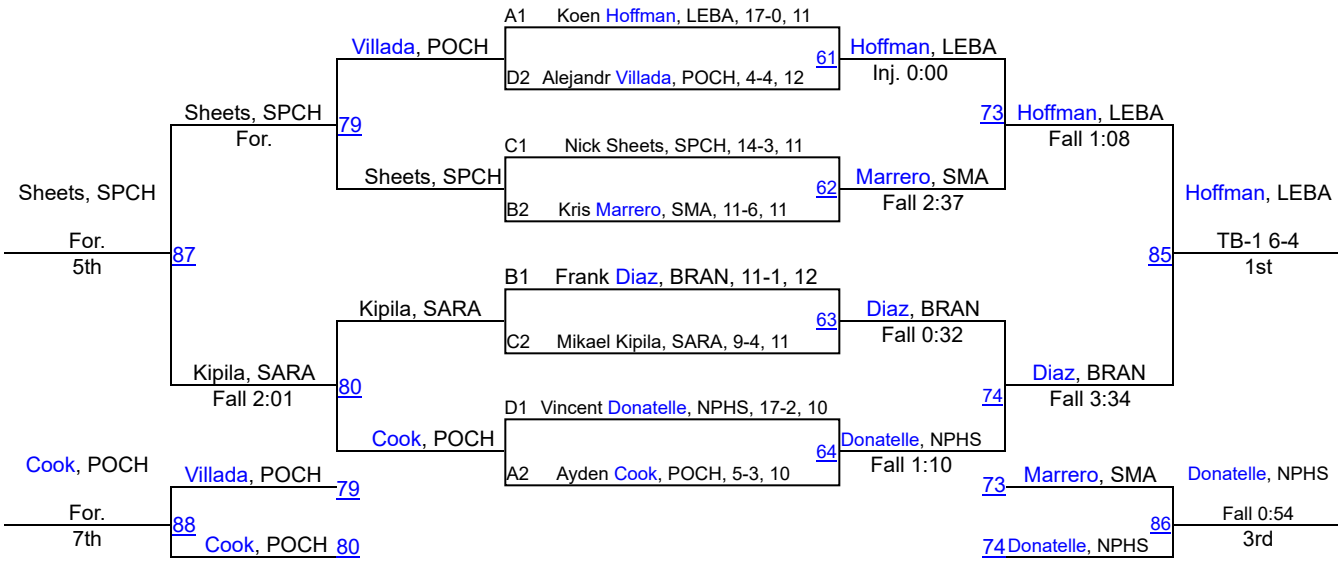 A1 Koen Hoffman, LEBA, 17-0, 11
Villada, POCH
61
Hoffman, LEBA
D2 Alejandr Villada, POCH, 4-4, 12
Inj. 0:00
Sheets, SPCH
79
For.
73
Hoffman, LEBA
Fall 1:08
C1 Nick Sheets, SPCH, 14-3, 11
Sheets, SPCH
62
Marrero, SMA
B2 Kris Marrero, SMA, 11-6, 11
Fall 2:37
Sheets, SPCH
For.
5th
87
Hoffman, LEBA
85
TB-1 6-4
1st
B1 Frank Diaz, BRAN, 11-1, 12
Kipila, SARA
63
Diaz, BRAN
C2 Mikael Kipila, SARA, 9-4, 11
Fall 0:32
Kipila, SARA
80
Fall 2:01
74
Diaz, BRAN
Fall 3:34
D1 Vincent Donatelle, NPHS, 17-2, 10
Cook, POCH
64
Donatelle, NPHS
A2 Ayden Cook, POCH, 5-3, 10
Fall 1:10
Cook, POCH
Villada, POCH
79
For.
88
7th
Cook, POCH 80
73
Marrero, SMA
Donatelle, NPHS
86
Fall 0:54
3rd
74 Donatelle, NPHS